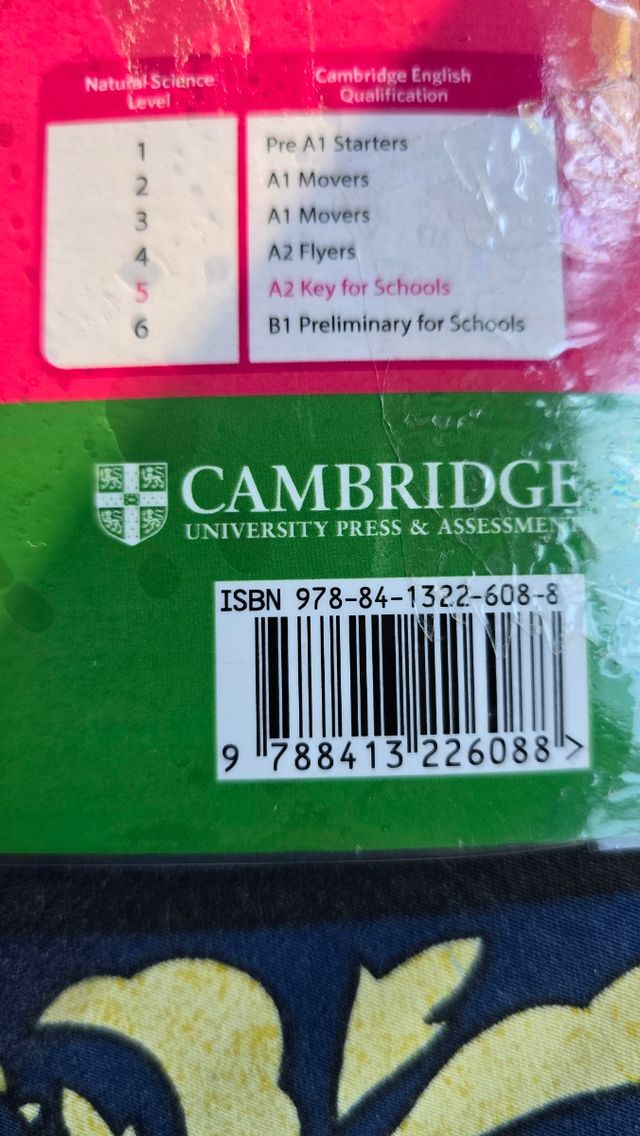 Natural Science Level
Cambridge English Qualification
1 Pre A1 Starters
2 A1 Movers
3 A1 Movers
4 A2 Flyers
5 A2 Key for Schools
6 B1 Preliminary for Schools
CAMBRIDGE
UNIVERSITY PRESS & ASSESSMENT
ISBN 978-84-1322-608-8
9 788413 226088 >